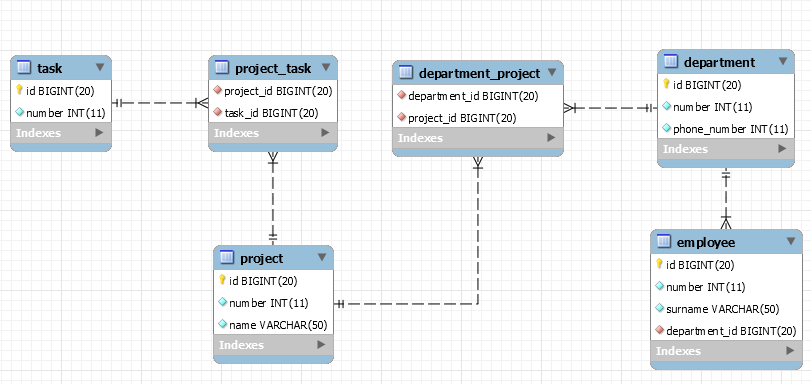 task
id BIGINT(20)
number INT(11)
Indexes
project_task
project_id BIGINT(20)
task_id BIGINT(20)
Indexes
department_project
department_id BIGINT(20)
project_id BIGINT(20)
Indexes
department
id BIGINT(20)
number INT(11)
phone_number INT(11)
Indexes
project
id BIGINT(20)
number INT(11)
name VARCHAR(50)
Indexes
employee
id BIGINT(20)
number INT(11)
surname VARCHAR(50)
department_id BIGINT(20)
Indexes